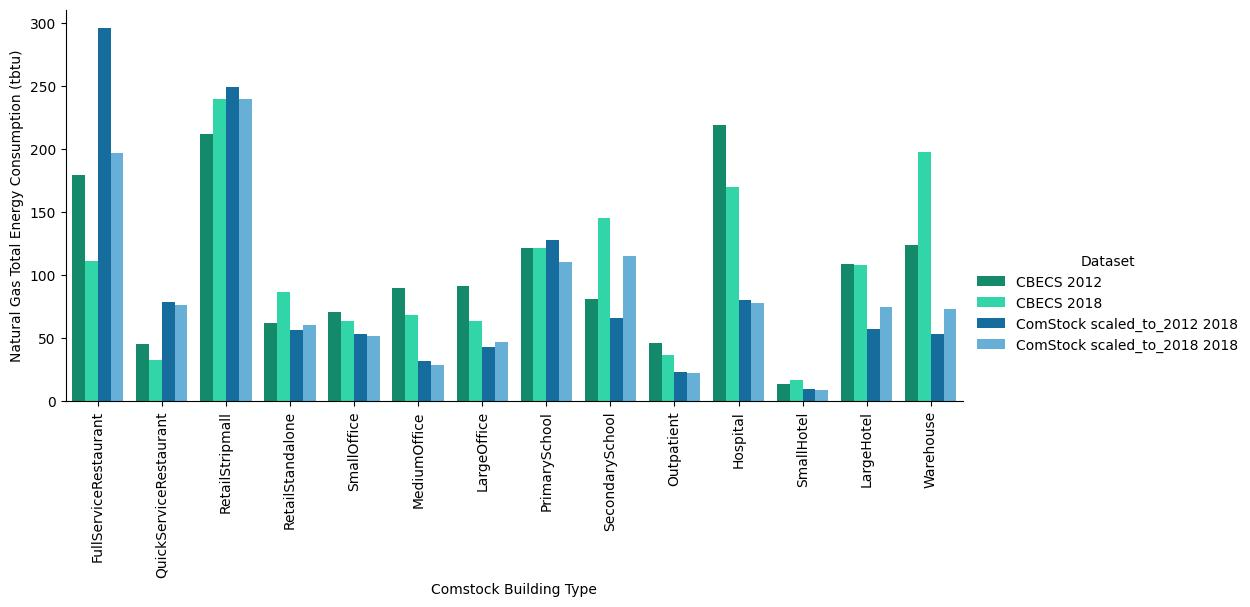 Natural Gas Total Energy Consumption (tbtu)
300
250
200
150
100
50
0
FullServiceRestaurant
QuickServiceRestaurant
RetailStripmall
RetailStandalone
SmallOffice
MediumOffice
LargeOffice
PrimarySchool
SecondarySchool
Outpatient
Hospital
SmallHotel
LargeHotel
Warehouse
Comstock Building Type
Dataset
CBECS 2012
CBECS 2018
ComStock scaled_to_2012 2018
ComStock scaled_to_2018 2018